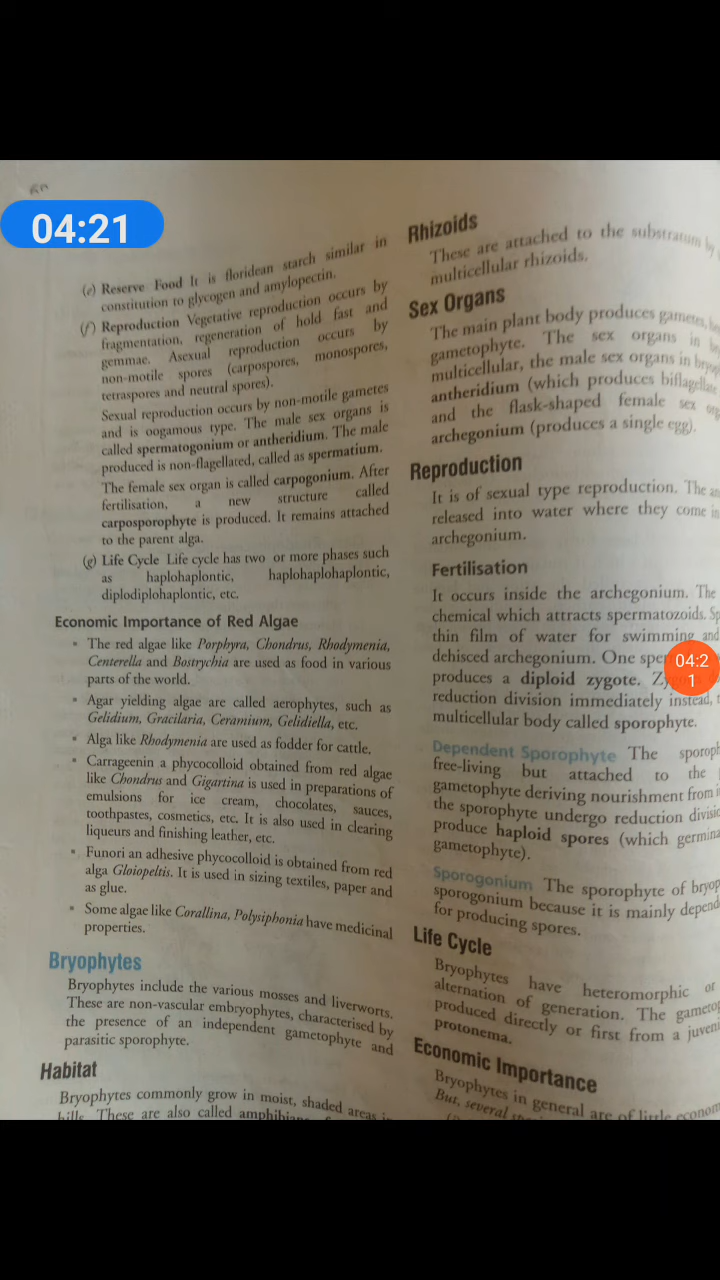 04:21
(e) Reserve Food It is floridean starch similar in
constitution to glycogen and amylopectin.
(f) Reproduction Vegetative reproduction occurs by
fragmentation, regeneration of hold fast and
gemmae. Asexual reproduction occurs by
non-motile spores (carpospores, monospores,
tetraspores and neutral spores).
Sexual reproduction occurs by non-motile gametes
and is oogamous type. The male sex organs is
called spermatogonium or antheridium. The male
produced is non-flagellated, called as spermatium.
The female sex organ is called carpogonium. After
fertilisation, a new structure called
carposporophyte is produced. It remains attached
to the parent alga.
(g) Life Cycle Life cycle has two or more phases such
as haplohaplontic, haplohaplohaplontic,
diplodiplohaplontic, etc.
Economic Importance of Red Algae
• The red algae like Porphyra, Chondrus, Rhodymenia,
Centerella and Bostrychia are used as food in various
parts of the world.
• Agar yielding algae are called aerophytes, such as
Gelidium, Gracilaria, Ceramium, Gelidiella, etc.
• Alga like Rhodymenia are used as fodder for cattle.
• Carrageenin a phycocolloid obtained from red algae
like Chondrus and Gigartina is used in preparations of
emulsions for ice cream, chocolates, sauces,
toothpastes, cosmetics, etc. It is also used in clearing
liqueurs and finishing leather, etc.
• Funori an adhesive phycocolloid is obtained from red
alga Gloiopeltis. It is used in sizing textiles, paper and
as glue.
• Some algae like Corallina, Polysiphonia have medicinal
properties.
Bryophytes
Bryophytes include the various mosses and liverworts.
These are non-vascular embryophytes, characterised by
the presence of an independent gametophyte and
parasitic sporophyte.
Habitat
Bryophytes commonly grow in moist, shaded areas
hills. These are also called
Rhizoids
These are attached to the substratum by
multicellular rhizoids.
Sex Organs
The main plant body produces gametes,
gametophyte. The sex organs in
multicellular, the male sex organs in
antheridium (which produces biflagellate
and the flask-shaped female sex
archegonium (produces a single egg).
Reproduction
It is of sexual type reproduction. The
released into water where they come
archegonium.
Fertilisation
It occurs inside the archegonium. The
chemical which attracts spermatozoids.
thin film of water for swimming and
dehisced archegonium. One
04:2
1
produces a diploid zygote.
reduction division immediately instead,
multicellular body called sporophyte.
Dependent Sporophyte The
free-living but attached to the
gametophyte deriving nourishment from
the sporophyte undergo reduction
produce haploid spores (which
gametophyte).
Sporogonium The sporophyte of
sporogonium because it is mainly
for producing spores.
Life Cycle
Bryophytes have heteromorphic or
alternation of generation. The
produced directly or first from a
protonema.
Economic Importance
Bryophytes in general are of little
But, several